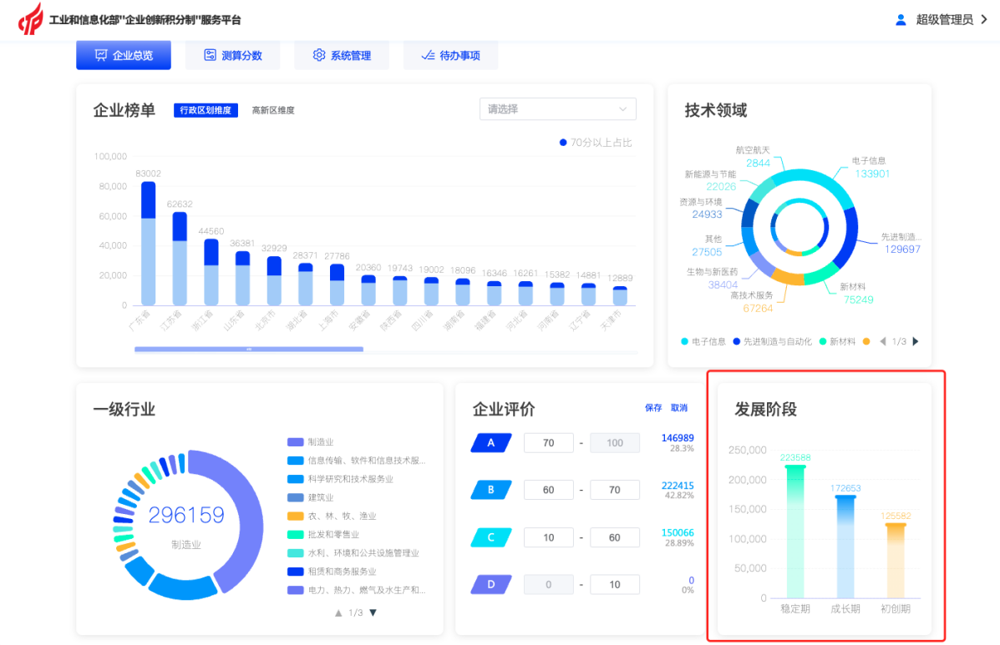 工业和信息化部"企业创新积分制"服务平台
超级管理员
企业总览
测算分数
系统管理
待办事项
企业榜单
行政区划维度
高新区维度
请选择
70分以上占比
100,000
80,000
60,000
40,000
20,000
0
83002
62632
44560
36381
32929
28371
27786
20360
19743
19002
18096
16346
16261
15382
14881
12889
广东省
江苏省
浙江省
山东省
北京市
湖北省
上海市
安徽省
陕西省
四川省
湖南省
福建省
河北省
河南省
辽宁省
天津市
技术领域
航空航天
2844
新能源与节能
22026
资源与环境
24933
其他
27505
生物与新医药
38404
高技术服务
67264
电子信息
133901
先进制造...
129697
新材料
75249
电子信息
先进制造与自动化
新材料
1/3
一级行业
296159
制造业
制造业
信息传输、软件和信息技术服...
科学研究和技术服务业
建筑业
农、林、牧、渔业
批发和零售业
水利、环境和公共设施管理业
租赁和商务服务业
电力、热力、燃气及水生产和...
1/3
企业评价
保存 取消
A 70 - 100 146989
28.3%
B 60 - 70 222415
42.82%
C 10 - 60 150066
28.89%
D 0 - 10 0
0%
发展阶段
250,000
200,000
150,000
100,000
50,000
0
223588
172653
125582
稳定期
成长期
初创期